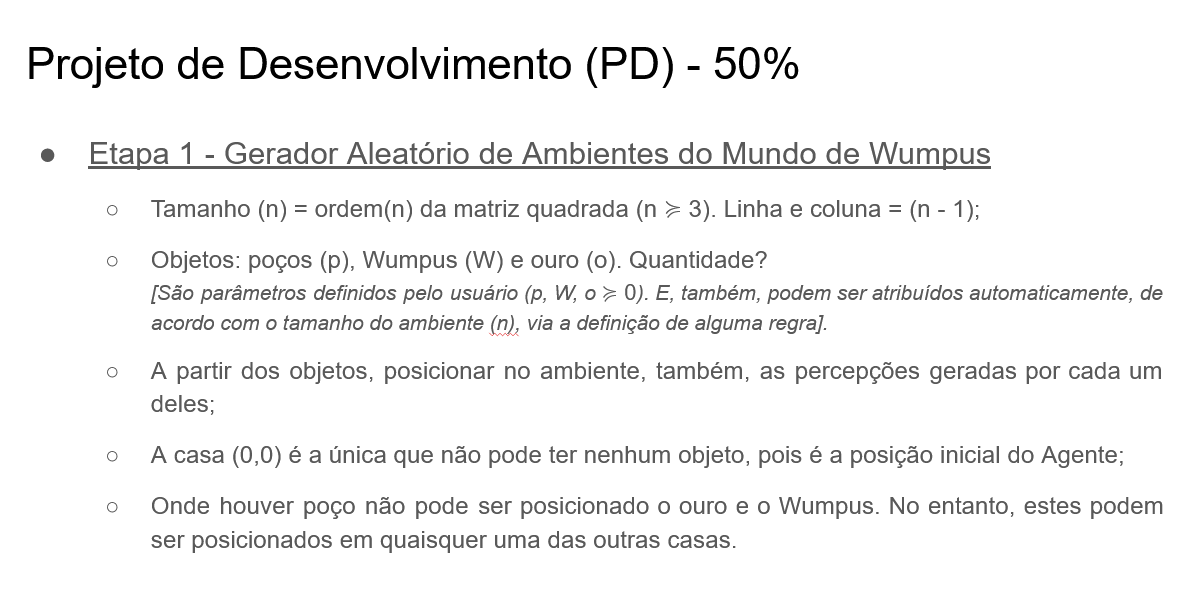 Projeto de Desenvolvimento (PD) - 50%
● Etapa 1 - Gerador Aleatório de Ambientes do Mundo de Wumpus
○ Tamanho (n) = ordem(n) da matriz quadrada (n ≽ 3). Linha e coluna = (n - 1);
○ Objetos: poços (p), Wumpus (W) e ouro (o). Quantidade?
[São parâmetros definidos pelo usuário (p, W, o ≽ 0). E, também, podem ser atribuídos automaticamente, de
acordo com o tamanho do ambiente (n), via a definição de alguma regra].
○ A partir dos objetos, posicionar no ambiente, também, as percepções geradas por cada um
deles;
○ A casa (0,0) é a única que não pode ter nenhum objeto, pois é a posição inicial do Agente;
○ Onde houver poço não pode ser posicionado o ouro e o Wumpus. No entanto, estes podem
ser posicionados em quaisquer uma das outras casas.